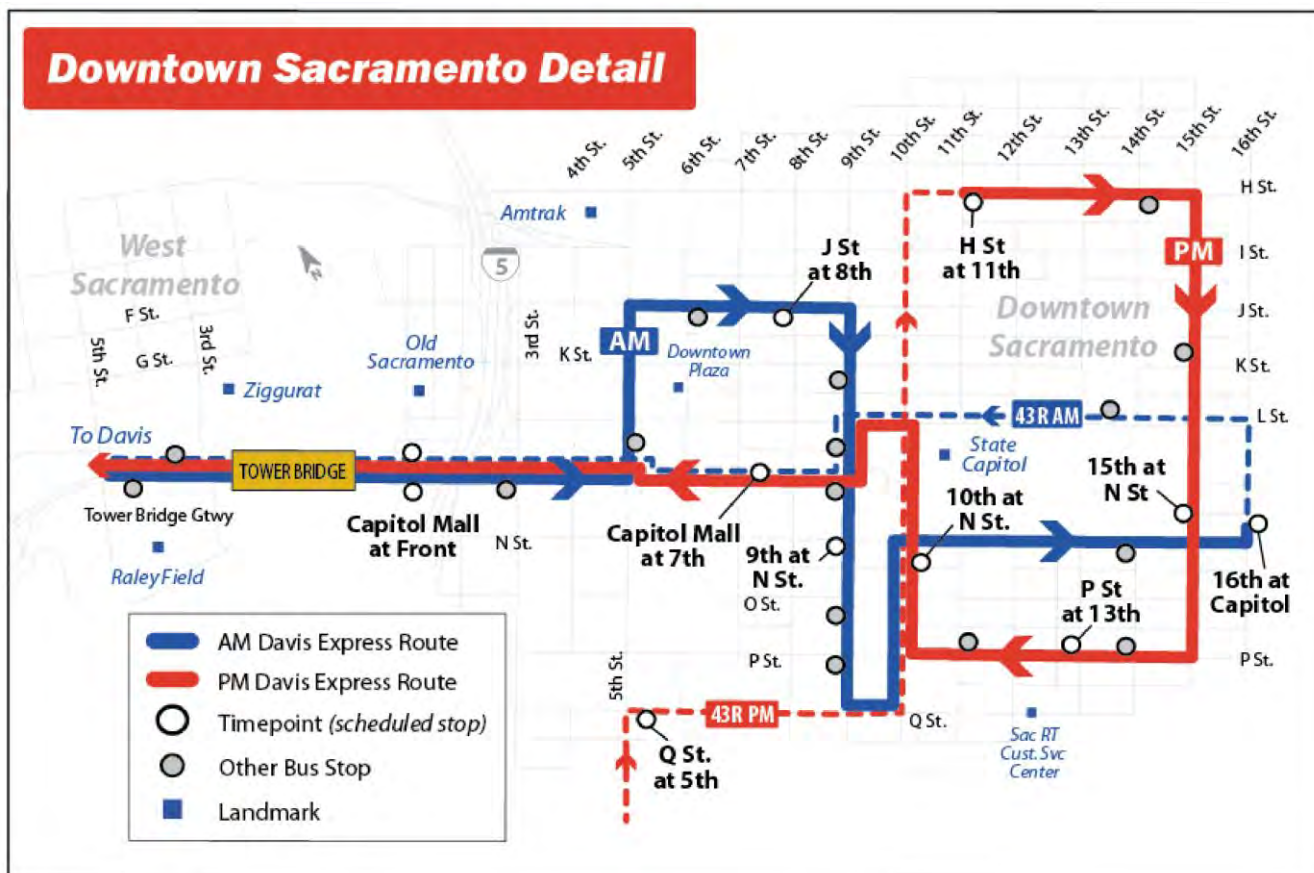 Downtown Sacramento Detail
4th St.
5th St.
6th St.
7th St.
8th St.
9th St.
10th St.
11th St.
12th St.
13th St.
14th St.
15th St.
16th St.
H St.
I St.
J St.
K St.
L St.
P St.
West
Sacramento
F St.
G St.
5th St.
3rd St.
N
Amtrak
5
Old
Sacramento
Ziggurat
3rd St.
K St.
AM
Downtown
Plaza
J St
at 8th
H St
at 11th
PM
Downtown
Sacramento
43R AM
State
Capitol
To Davis
TOWER BRIDGE
Tower Bridge Gtwy
Raley Field
Capitol Mall
at Front
N St.
Capitol Mall
at 7th
9th at
N St.
10th at
N St.
15th at
N St
16th at
Capitol
P St
at 13th
O St.
P St.
5th St.
43R PM
Q St.
Q St.
at 5th
Sac RT
Cust. Svc
Center
AM Davis Express Route
PM Davis Express Route
Timepoint (scheduled stop)
Other Bus Stop
Landmark